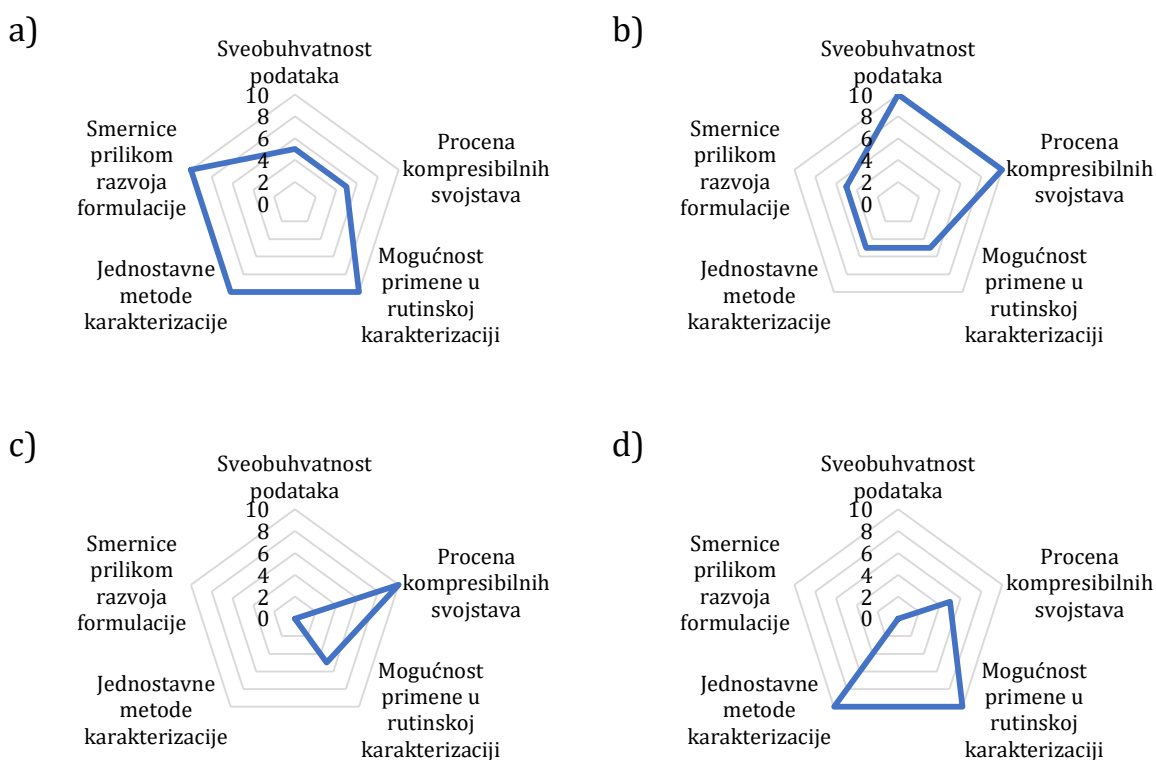 a)
Sveobuhvatnost
podataka
10
8
6
4
2
0
Procena
kompresibilnih
svojstava
Mogućnost
primene u
rutinskoj
karakterizaciji
Jednostavne
metode
karakterizacije
Smernice
prilikom
razvoja
formulacije
b)
Sveobuhvatnost
podataka
10
8
6
4
2
0
Procena
kompresibilnih
svojstava
Mogućnost
primene u
rutinskoj
karakterizaciji
Jednostavne
metode
karakterizacije
Smernice
prilikom
razvoja
formulacije
c)
Sveobuhvatnost
podataka
10
8
6
4
2
0
Procena
kompresibilnih
svojstava
Mogućnost
primene u
rutinskoj
karakterizaciji
Jednostavne
metode
karakterizacije
Smernice
prilikom
razvoja
formulacije
d)
Sveobuhvatnost
podataka
10
8
6
4
2
0
Procena
kompresibilnih
svojstava
Mogućnost
primene u
rutinskoj
karakterizaciji
Jednostavne
metode
karakterizacije
Smernice
prilikom
razvoja
formulacije